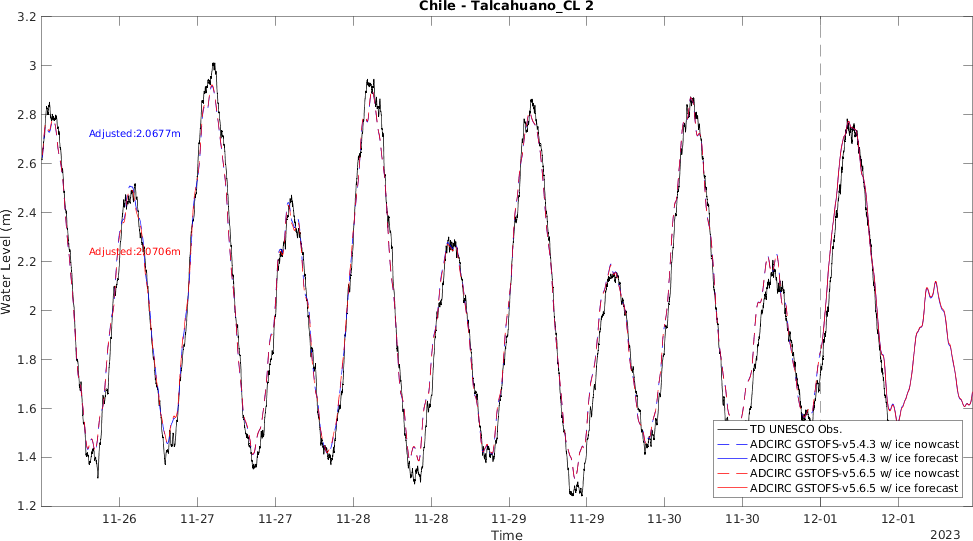 Chile - Talcahuano_CL 2
3.2
3
2.8
2.6
2.4
2.2
2
1.8
1.6
1.4
1.2
Water Level (m)
Adjusted:2.0677m
Adjusted:2.0706m
TD UNESCO Obs.
ADCIRC GSTOFS-v5.4.3 w/ ice nowcast
ADCIRC GSTOFS-v5.4.3 w/ ice forecast
ADCIRC GSTOFS-v5.6.5 w/ ice nowcast
ADCIRC GSTOFS-v5.6.5 w/ ice forecast
11-26 11-27 11-27 11-28 11-28 11-29 11-29 11-30 11-30 12-01 12-01
Time
2023